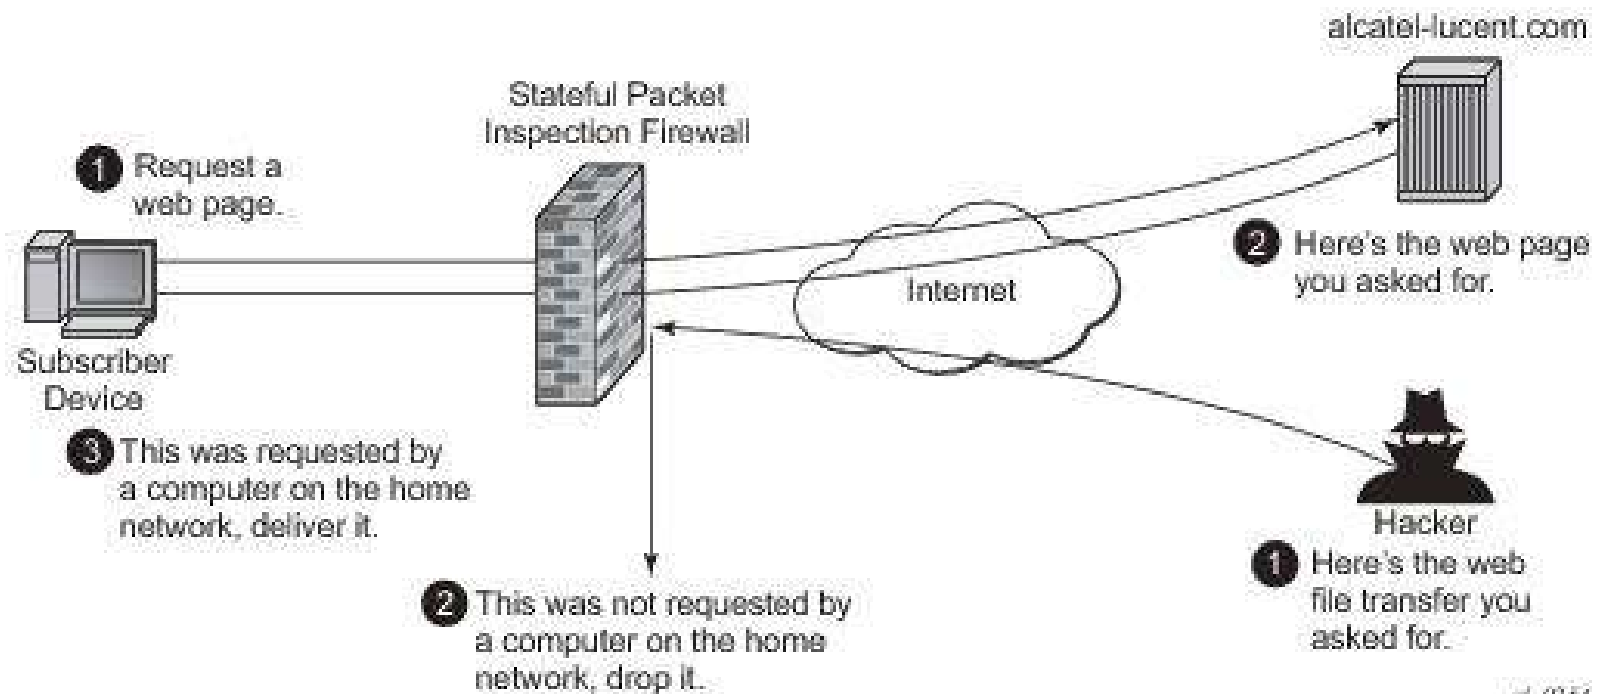 alcatel-lucent.com
Stateful Packet
Inspection Firewall
1 Request a
web page.
2 Here's the web page
you asked for.
Internet
Subscriber
Device
3 This was requested by
a computer on the home
network, deliver it.
Hacker
1 Here's the web
file transfer you
asked for.
2 This was not requested by
a computer on the home
network, drop it.